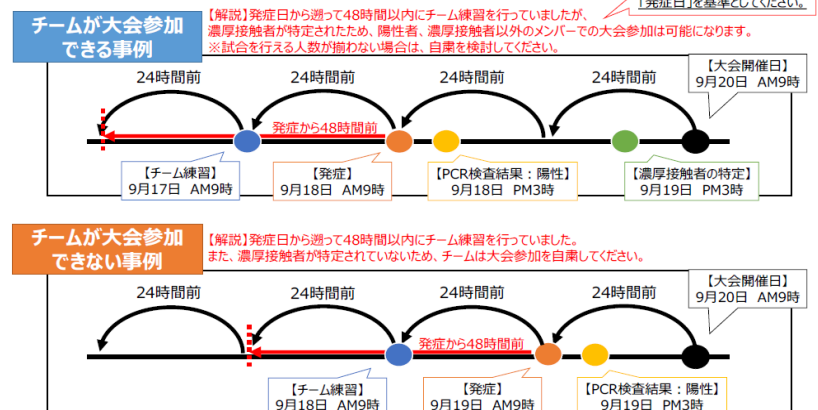 「発症日」を基準としてください。
チームが大会参加
できる事例
【解説】発症日から遡って48時間以内にチーム練習を行っていましたが、
濃厚接触者が特定されたため、陽性者、濃厚接触者以外のメンバーでの大会参加は可能になります。
※試合を行える人数が揃わない場合は、自粛を検討してください。
【大会開催日】
9月20日 AM9時
24時間前
24時間前
24時間前
24時間前
発症から48時間前
【チーム練習】
9月17日 AM9時
【発症】
9月18日 AM9時
【PCR検査結果：陽性】
9月18日 PM3時
【濃厚接触者の特定】
9月19日 PM3時
チームが大会参加
できない事例
【解説】発症日から遡って48時間以内にチーム練習を行っていました。
また、濃厚接触者が特定されていないため、チームは大会参加を自粛してください。
【大会開催日】
9月20日 AM9時
24時間前
24時間前
24時間前
24時間前
発症から48時間前
【チーム練習】
9月18日 AM9時
【発症】
9月19日 AM9時
【PCR検査結果：陽性】
9月19日 PM3時